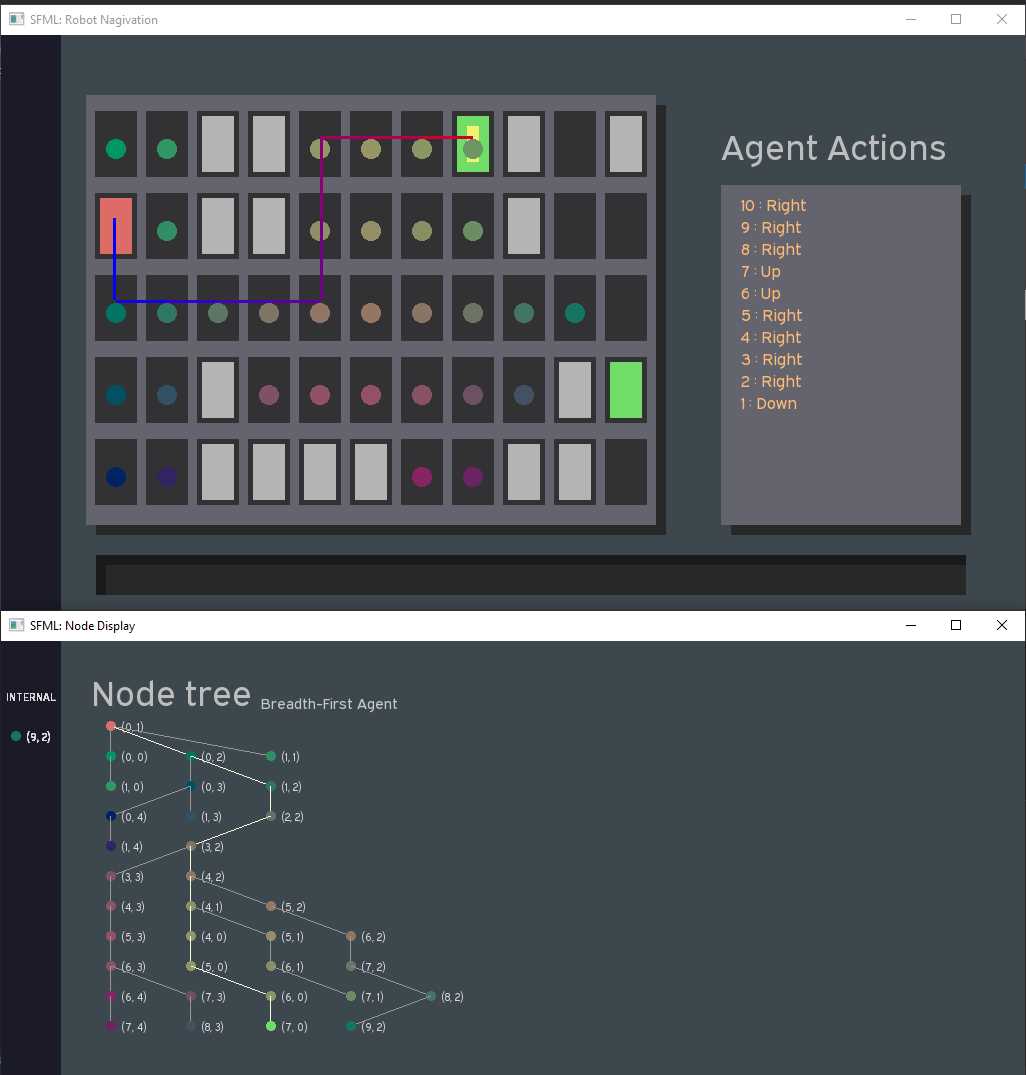 SFML: Robot Nagivation
Agent Actions
10 : Right
9 : Right
8 : Right
7 : Up
6 : Up
5 : Right
4 : Right
3 : Right
2 : Right
1 : Down
SFML: Node Display
INTERNAL
(9, 2)
Node tree Breadth-First Agent
(0, 1)
(0, 0) (0, 2) (1, 1)
(1, 0) (0, 3) (1, 2)
(0, 4) (1, 3) (2, 2)
(1, 4) (3, 2)
(3, 3) (4, 2)
(4, 3) (4, 1) (5, 2)
(5, 3) (4, 0) (5, 1) (6, 2)
(6, 3) (5, 0) (6, 1) (7, 2)
(6, 4) (7, 3) (6, 0) (7, 1) (8, 2)
(7, 4) (8, 3) (7, 0) (9, 2)